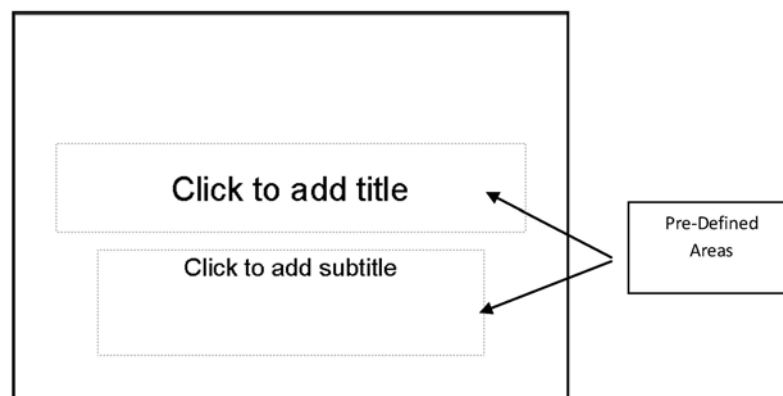 Click to add title
Click to add subtitle
Pre-Defined
Areas